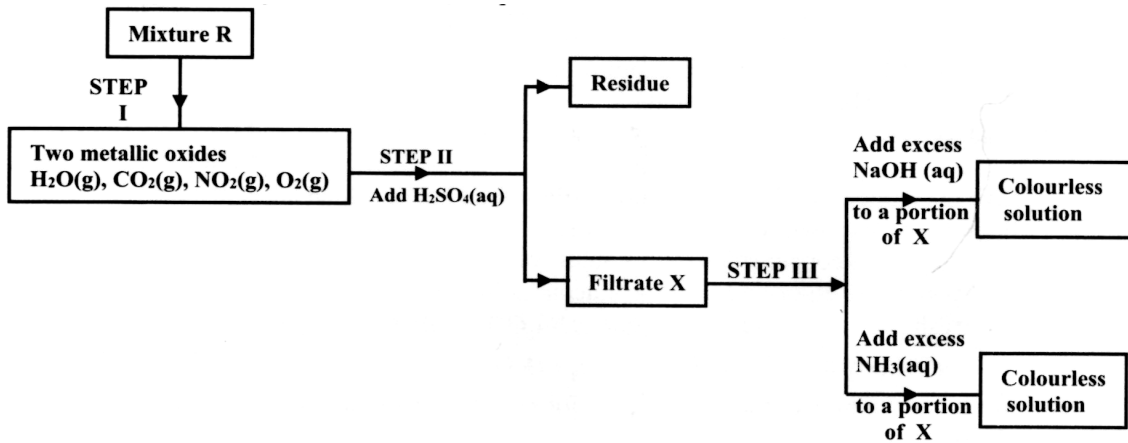 Mixture R
STEP
I
Two metallic oxides
H₂O(g), CO₂(g), NO₂(g), O₂(g)
STEP II
Add H₂SO₄(aq)
Residue
Filtrate X
STEP III
Add excess
NaOH (aq)
to a portion
of X
Colourless
solution
Add excess
NH₃(aq)
to a portion
of X
Colourless
solution